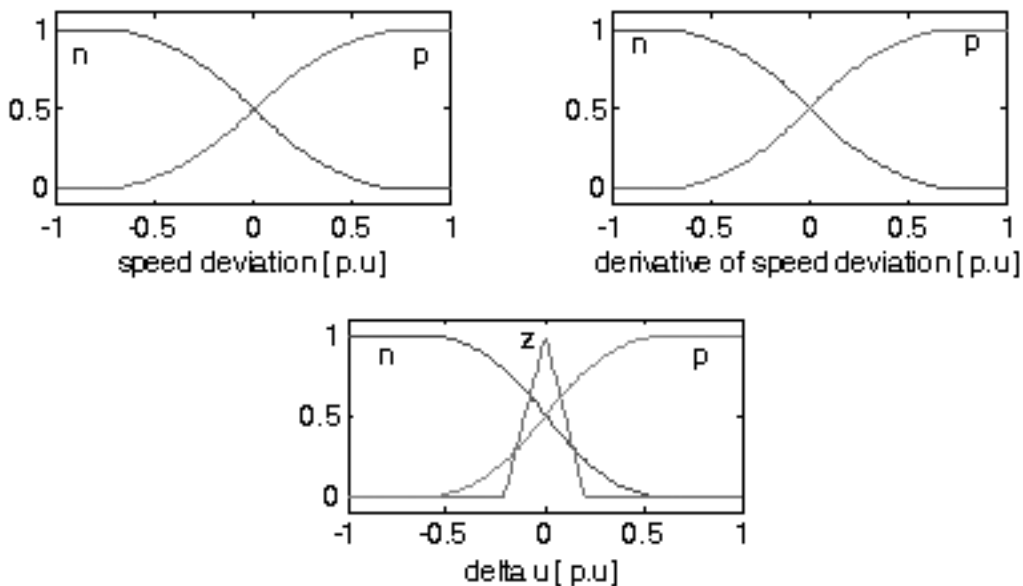 1
n
p
0.5
0
-1 -0.5 0 0.5 1
speed deviation [ p.u]
1
n
p
0.5
0
-1 -0.5 0 0.5 1
derivative of speed deviation [ p.u]
1
n
z
p
0.5
0
-1 -0.5 0 0.5 1
delta u [ p.u]